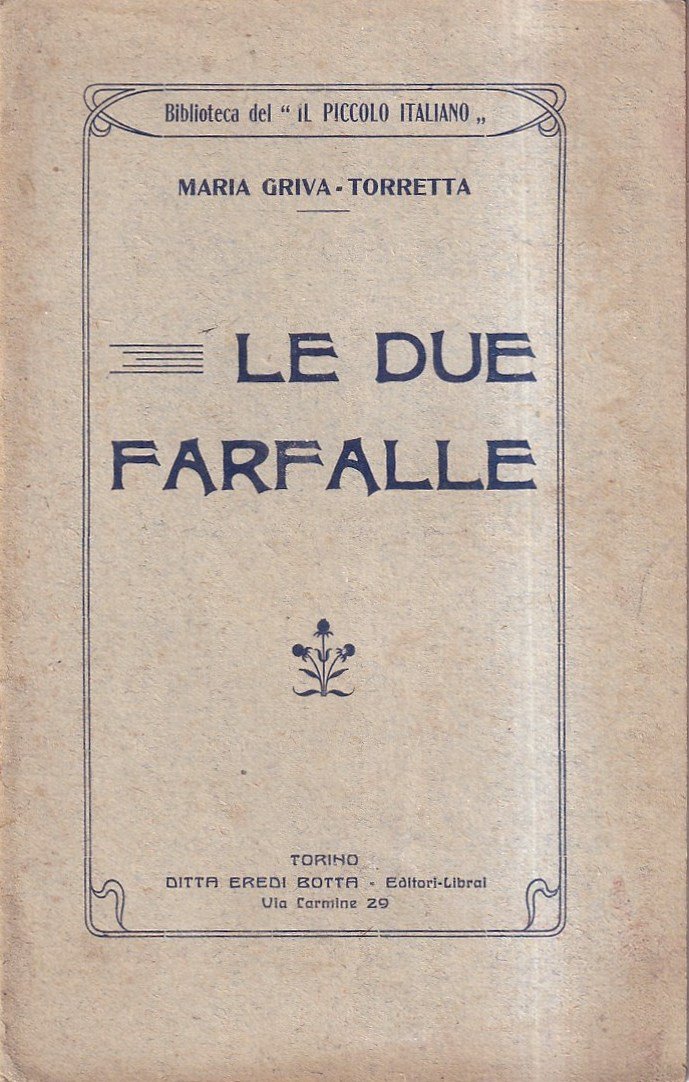 Biblioteca del “ IL PICCOLO ITALIANO „
MARIA GRIVA-TORRETTA
LE DUE
FARFALLE
TORINO
DITTA EREDI BOTTA - Editori-Librai
Via Carmine 29